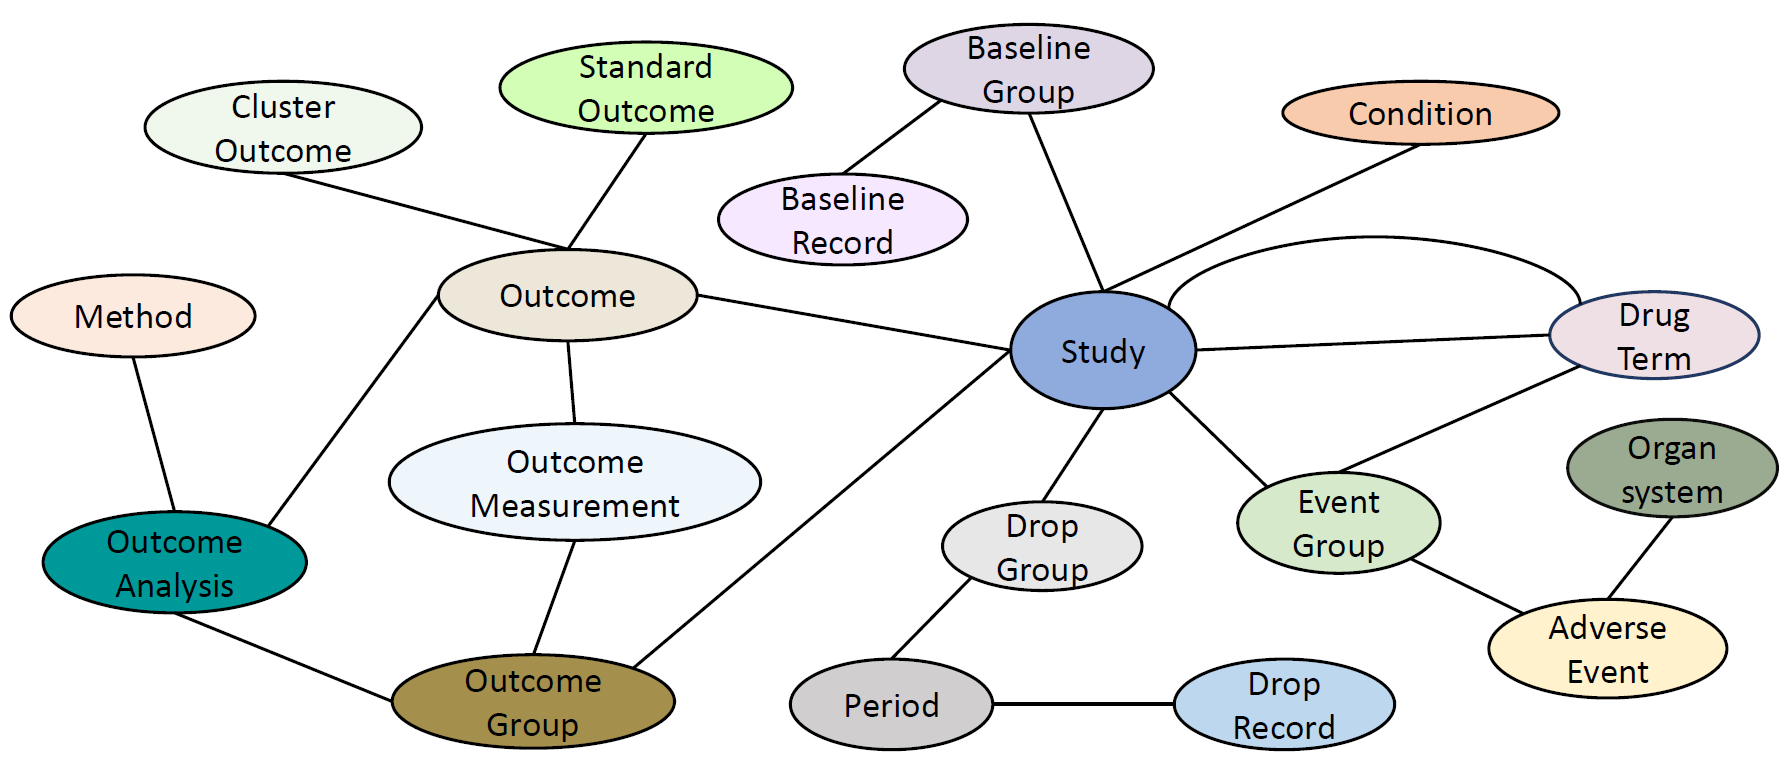 Baseline
Group
Standard
Outcome
Cluster
Outcome
Condition
Baseline
Record
Outcome
Method
Study
Drug
Term
Outcome
Measurement
Organ
system
Event
Group
Drop
Group
Outcome
Analysis
Adverse
Event
Outcome
Group
Period
Drop
Record